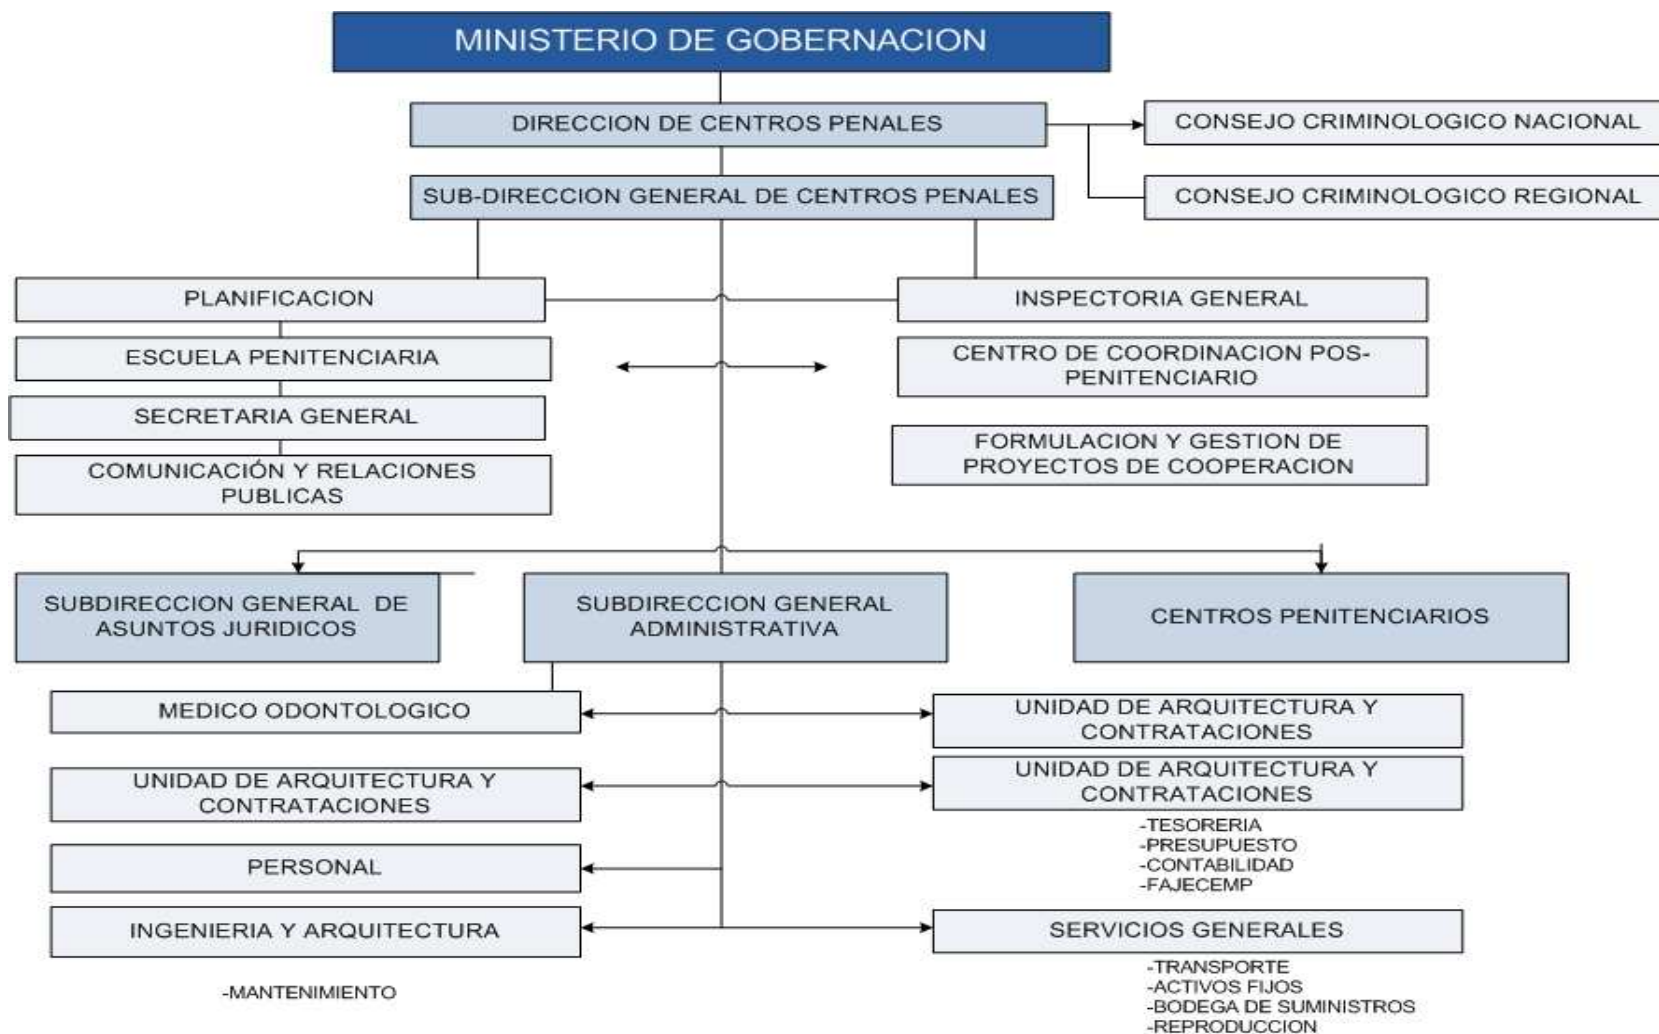 MINISTERIO DE GOBERNACION
DIRECCION DE CENTROS PENALES
CONSEJO CRIMINOLOGICO NACIONAL
SUB-DIRECCION GENERAL DE CENTROS PENALES
CONSEJO CRIMINOLOGICO REGIONAL
PLANIFICACION
INSPECTORIA GENERAL
ESCUELA PENITENCIARIA
CENTRO DE COORDINACION POS-
PENITENCIARIO
SECRETARIA GENERAL
FORMULACION Y GESTION DE
PROYECTOS DE COOPERACION
COMUNICACIÓN Y RELACIONES
PUBLICAS
SUBDIRECCION GENERAL DE
ASUNTOS JURIDICOS
SUBDIRECCION GENERAL
ADMINISTRATIVA
CENTROS PENITENCIARIOS
MEDICO ODONTOLOGICO
UNIDAD DE ARQUITECTURA Y
CONTRATACIONES
UNIDAD DE ARQUITECTURA Y
CONTRATACIONES
UNIDAD DE ARQUITECTURA Y
CONTRATACIONES
-TESORERIA
-PRESUPUESTO
-CONTABILIDAD
-FAJECEMP
PERSONAL
INGENIERIA Y ARQUITECTURA
-MANTENIMIENTO
SERVICIOS GENERALES
-TRANSPORTE
-ACTIVOS FIJOS
-BODEGA DE SUMINISTROS
-REPRODUCCION